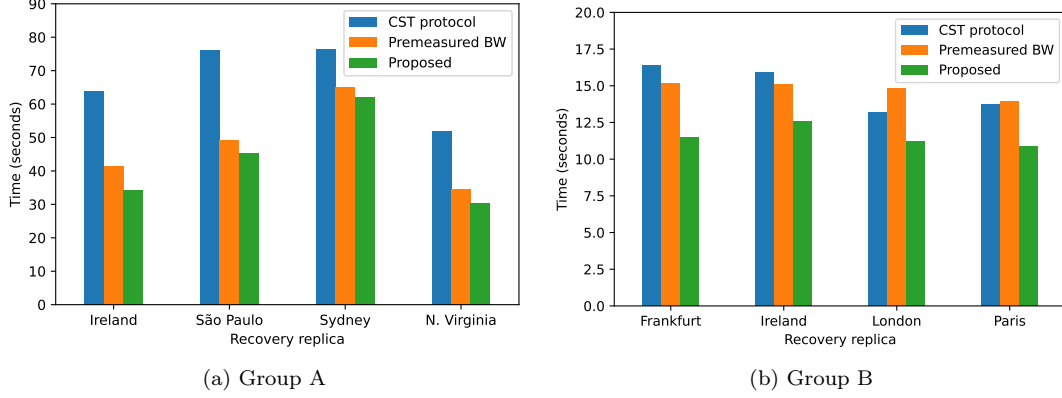 90
80
70
60
50
40
30
20
10
0
Time (seconds)
CST protocol
Premeasured BW
Proposed
Ireland São Paulo Sydney N. Virginia
Recovery replica
(a) Group A
20.0
17.5
15.0
12.5
10.0
7.5
5.0
2.5
0.0
Time (seconds)
CST protocol
Premeasured BW
Proposed
Frankfurt Ireland London Paris
Recovery replica
(b) Group B